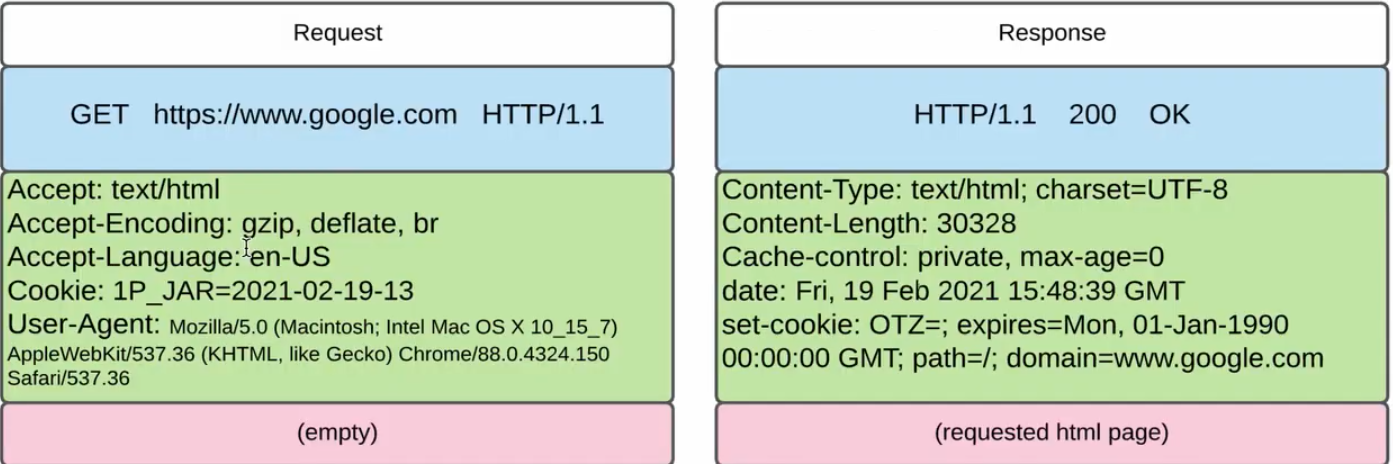 Request
GET https://www.google.com HTTP/1.1
Accept: text/html
Accept-Encoding: gzip, deflate, br
Accept-Language: en-US
Cookie: 1P_JAR=2021-02-19-13
User-Agent: Mozilla/5.0 (Macintosh; Intel Mac OS X 10_15_7)
AppleWebKit/537.36 (KHTML, like Gecko) Chrome/88.0.4324.150
Safari/537.36
(empty)
Response
HTTP/1.1 200 OK
Content-Type: text/html; charset=UTF-8
Content-Length: 30328
Cache-control: private, max-age=0
date: Fri, 19 Feb 2021 15:48:39 GMT
set-cookie: OTZ=; expires=Mon, 01-Jan-1990
00:00:00 GMT; path=/; domain=www.google.com
(requested html page)